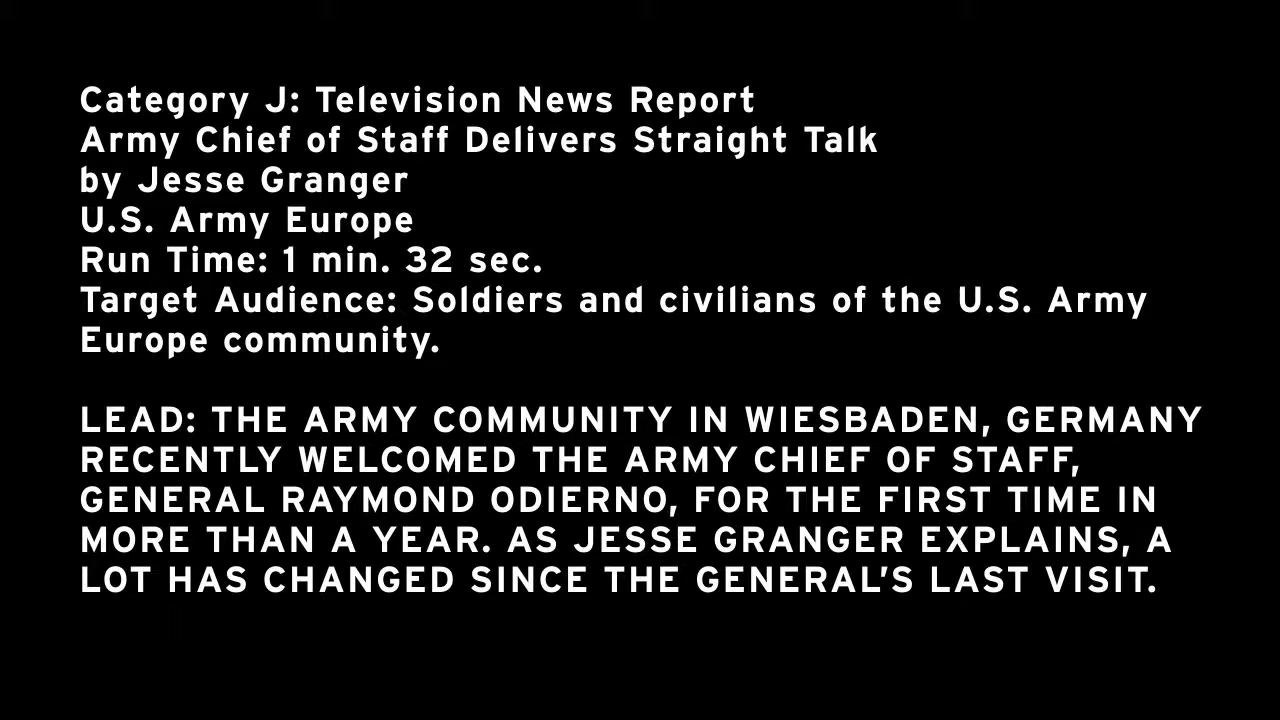 Category J: Television News Report
Army Chief of Staff Delivers Straight Talk
by Jesse Granger
U.S. Army Europe
Run Time: 1 min. 32 sec.
Target Audience: Soldiers and civilians of the U.S. Army
Europe community.
LEAD: THE ARMY COMMUNITY IN WIESBADEN, GERMANY
RECENTLY WELCOMED THE ARMY CHIEF OF STAFF,
GENERAL RAYMOND ODIERNO, FOR THE FIRST TIME IN
MORE THAN A YEAR. AS JESSE GRANGER EXPLAINS, A
LOT HAS CHANGED SINCE THE GENERAL’S LAST VISIT.